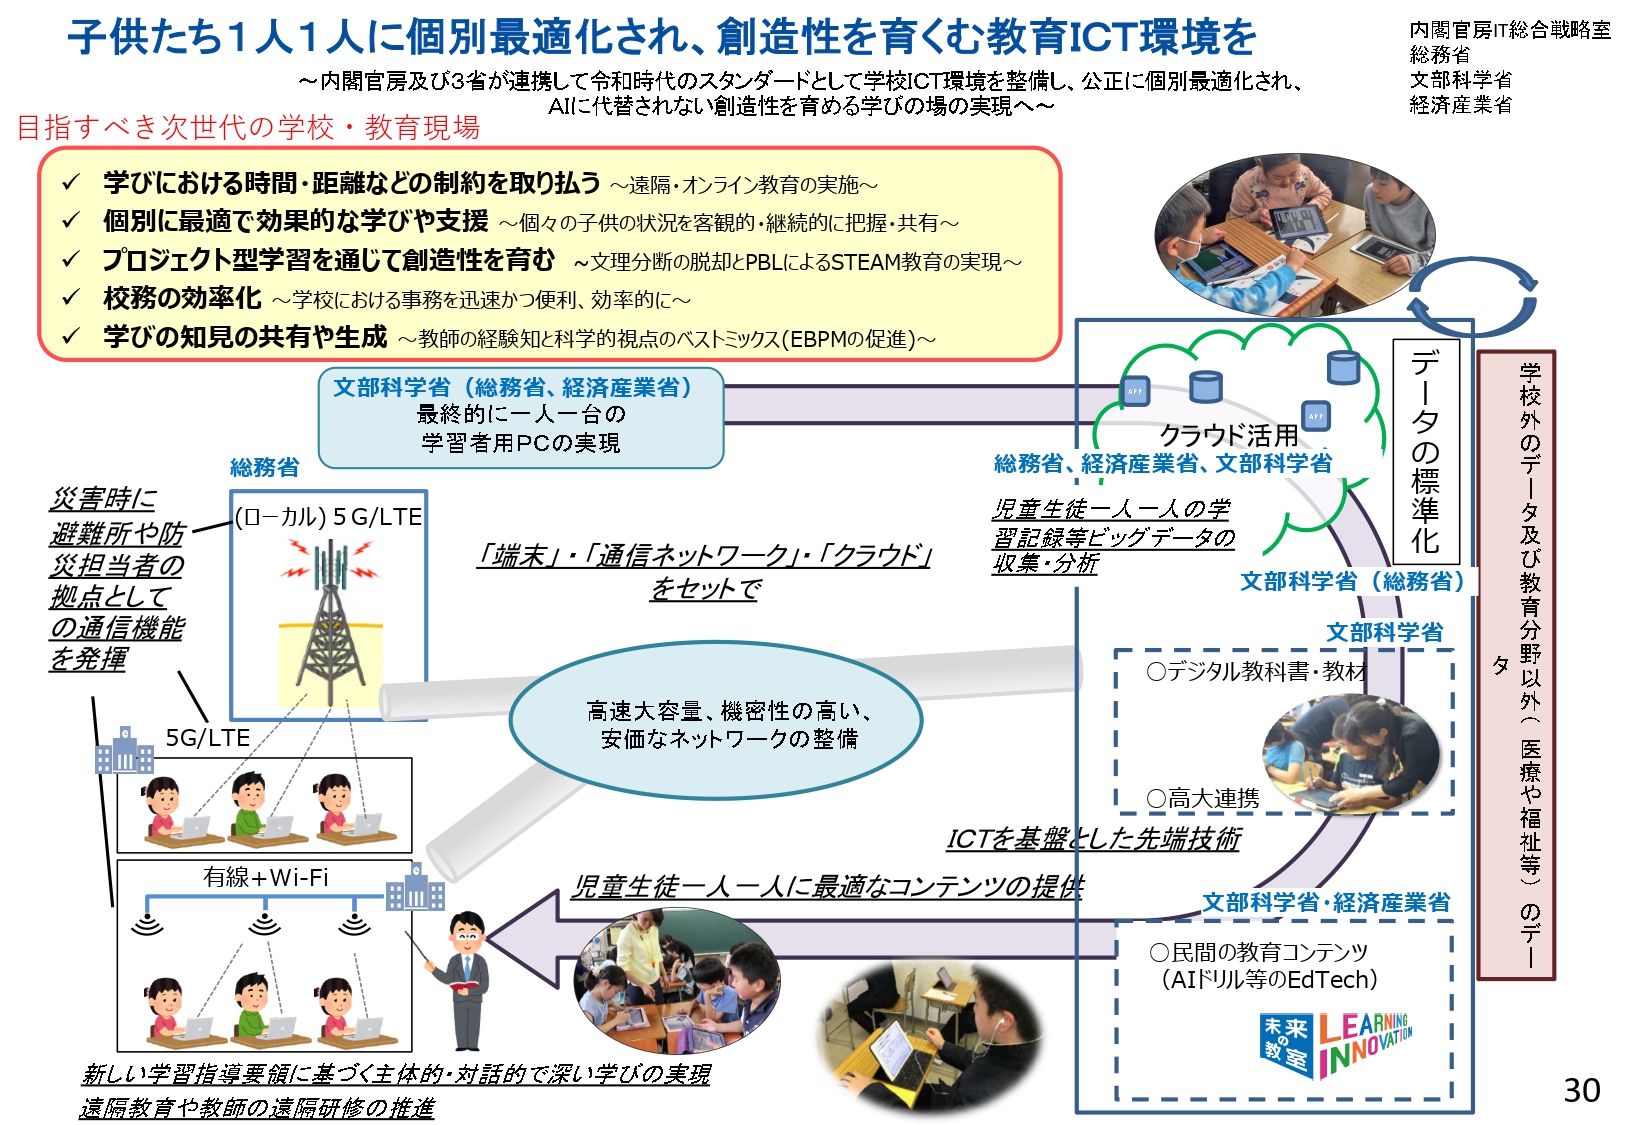 子供たち１人１人に個別最適化され、創造性を育くむ教育ICT環境を
～内閣官房及び3省が連携して令和時代のスタンダードとして学校ICT環境を整備し、公正に個別最適化され、
AIに代替されない創造性を育める学びの場の実現へ～
内閣官房IT総合戦略室
総務省
文部科学省
経済産業省
目指すべき次世代の学校・教育現場
✓ 学びにおける時間・距離などの制約を取り払う ～遠隔・オンライン教育の実施～
✓ 個別に最適で効果的な学びや支援 ～個々の子供の状況を客観的・継続的に把握・共有～
✓ プロジェクト型学習を通じて創造性を育む ~文理分断の脱却とPBLによるSTEAM教育の実現～
✓ 校務の効率化 ～学校における事務を迅速かつ便利、効率的に～
✓ 学びの知見の共有や生成 ～教師の経験知と科学的視点のベストミックス(EBPMの促進)～
文部科学省（総務省、経済産業省）
最終的に一人一台の
学習者用PCの実現
総務省
(ローカル)５G/LTE
災害時に
避難所や防
災担当者の
拠点として
の通信機能
を発揮
5G/LTE
有線+Wi-Fi
「端末」・「通信ネットワーク」・「クラウド」
をセットで
高速大容量、機密性の高い、
安価なネットワークの整備
APP
APP
クラウド活用
総務省、経済産業省、文部科学省
児童生徒一人一人の学
習記録等ビッグデータの
収集・分析
データの標準化
文部科学省（総務省）
学校外のデータ及び教育分野以外（医療や福祉等）のデー
タ
文部科学省
○デジタル教科書・教材
○高大連携
ICTを基盤とした先端技術
児童生徒一人一人に最適なコンテンツの提供
文部科学省・経済産業省
○民間の教育コンテンツ
（AIドリル等のEdTech）
未来の教室
LEARNING
INNOVATION
新しい学習指導要領に基づく主体的・対話的で深い学びの実現
遠隔教育や教師の遠隔研修の推進
30